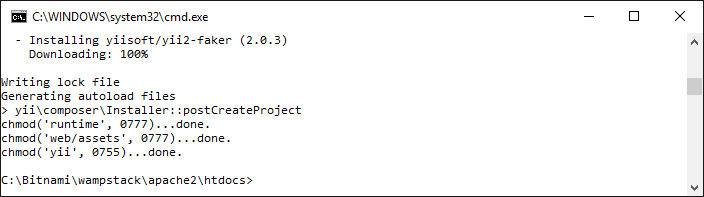 C:\WINDOWS\system32\cmd.exe
- Installing yiisoft/yii2-faker (2.0.3)
Downloading: 100%
Writing lock file
Generating autoload files
> yii\composer\Installer::postCreateProject
chmod('runtime', 0777)...done.
chmod('web/assets', 0777)...done.
chmod('yii', 0755)...done.
C:\Bitnami\wampstack\apache2\htdocs>